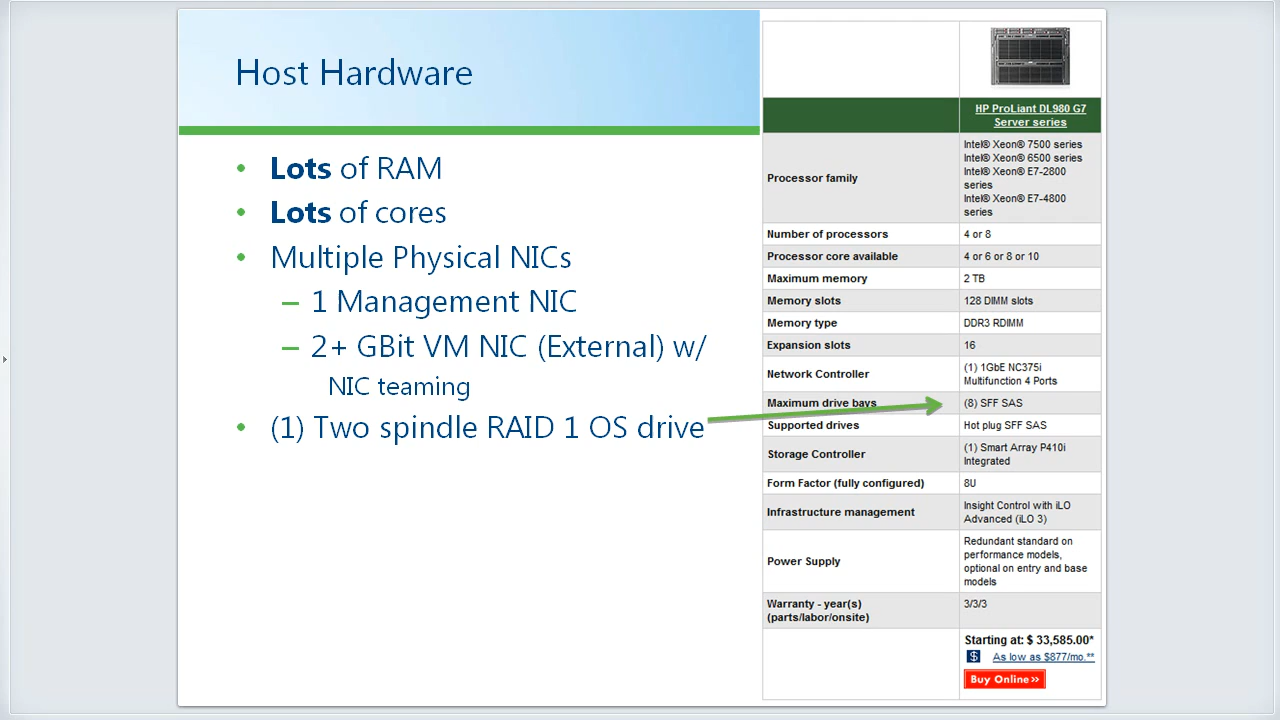 Host Hardware
• Lots of RAM
• Lots of cores
• Multiple Physical NICs
– 1 Management NIC
– 2+ GBit VM NIC (External) w/
NIC teaming
• (1) Two spindle RAID 1 OS drive
HP ProLiant DL980 G7
Server series
Processor family
Intel® Xeon® 7500 series
Intel® Xeon® 6500 series
Intel® Xeon® E7-2800
series
Intel® Xeon® E7-4800
series
Number of processors 4 or 8
Processor core available 4 or 6 or 8 or 10
Maximum memory 2 TB
Memory slots 128 DIMM slots
Memory type DDR3 RDIMM
Expansion slots 16
Network Controller
(1) 1GbE NC375i
Multifunction 4 Ports
Maximum drive bays (8) SFF SAS
Supported drives Hot plug SFF SAS
Storage Controller
(1) Smart Array P410i
Integrated
Form Factor (fully configured) 8U
Infrastructure management
Insight Control with iLO
Advanced (iLO 3)
Power Supply
Redundant standard on
performance models,
optional on entry and base
models
Warranty - year(s)
(parts/labor/onsite)
3/3/3
Starting at: $ 33,585.00*
$ As low as $877/mo.**
Buy Online»